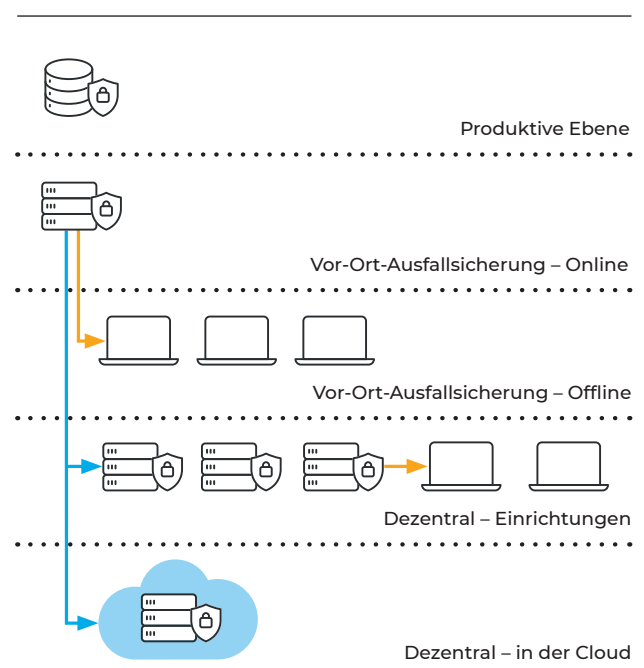 Produktive Ebene
Vor-Ort-Ausfallsicherung – Online
Vor-Ort-Ausfallsicherung – Offline
Dezentral – Einrichtungen
Dezentral – in der Cloud